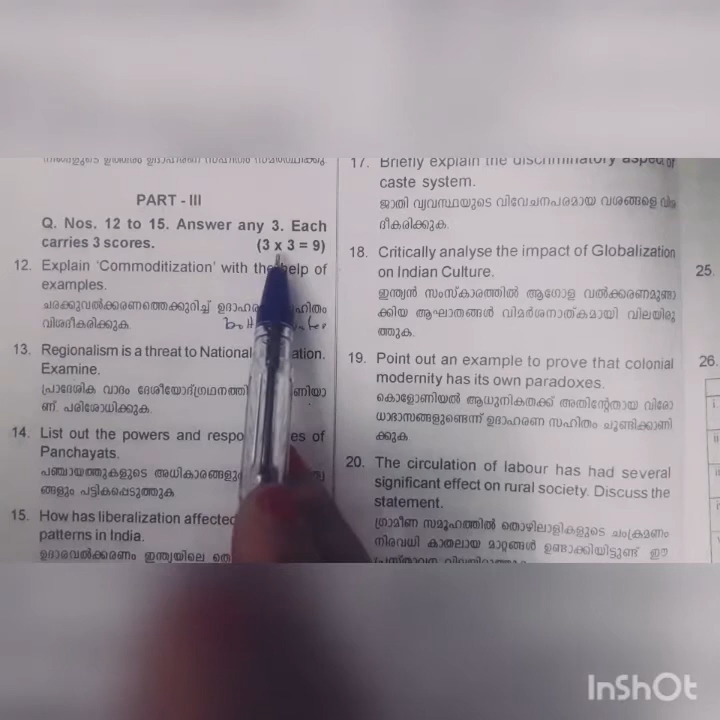 PART - III
Q. Nos. 12 to 15. Answer any 3. Each
carries 3 scores. (3 x 3 = 9)
12. Explain 'Commoditization' with the help of
examples.
ചരക്കുവൽക്കരണത്തെക്കുറിച്ച്
വിശദീകരിക്കുക
13. Regionalism is a threat to National
Examine.
പ്രാദേശിക വാദം
ണ്. പരിശോധിക്കുക.
14. List out the powers and
Panchayats.
പഞ്ചായത്തുകളുടെ
ങ്ങളും പട്ടികപ്പെടുത്തുക
15. How has liberalization affected
patterns in India.
ഉദാരവൽക്കരണം ഇന്ത്യയിലെ
17. Briefly explain the discriminatory aspect of
caste system.
ജാതി വ്യവസ്ഥയുടെ വിവേചനപരമായ വശങ്ങളെ വിശ
ദീകരിക്കുക.
18. Critically analyse the impact of Globalization
on Indian Culture.
ഇന്ത്യൻ സംസ്കാരത്തിൽ ആഗോള വൽക്കരണമുണ്ടാ
ക്കിയ ആഘാതങ്ങൾ വിമർശനാത്മകമായി വിലയിരു
ത്തുക.
19. Point out an example to prove that colonial
modernity has its own paradoxes.
കൊളോണിയൽ ആധുനികതക്ക് അതിന്റേതായ വിരോ
ധാഭാസങ്ങളുണ്ടെന്ന് ഉദാഹരണ സഹിതം ചൂണ്ടിക്കാണി
ക്കുക
20. The circulation of labour has had several
significant effect on rural society. Discuss the
statement.
ഗ്രാമീണ സമൂഹത്തിൽ തൊഴിലാളികളുടെ ചംക്രമണം
നിരവധി കാതലായ മാറ്റങ്ങൾ ഉണ്ടാക്കിയിട്ടുണ്ട് ഈ
25.
26.
InShOt